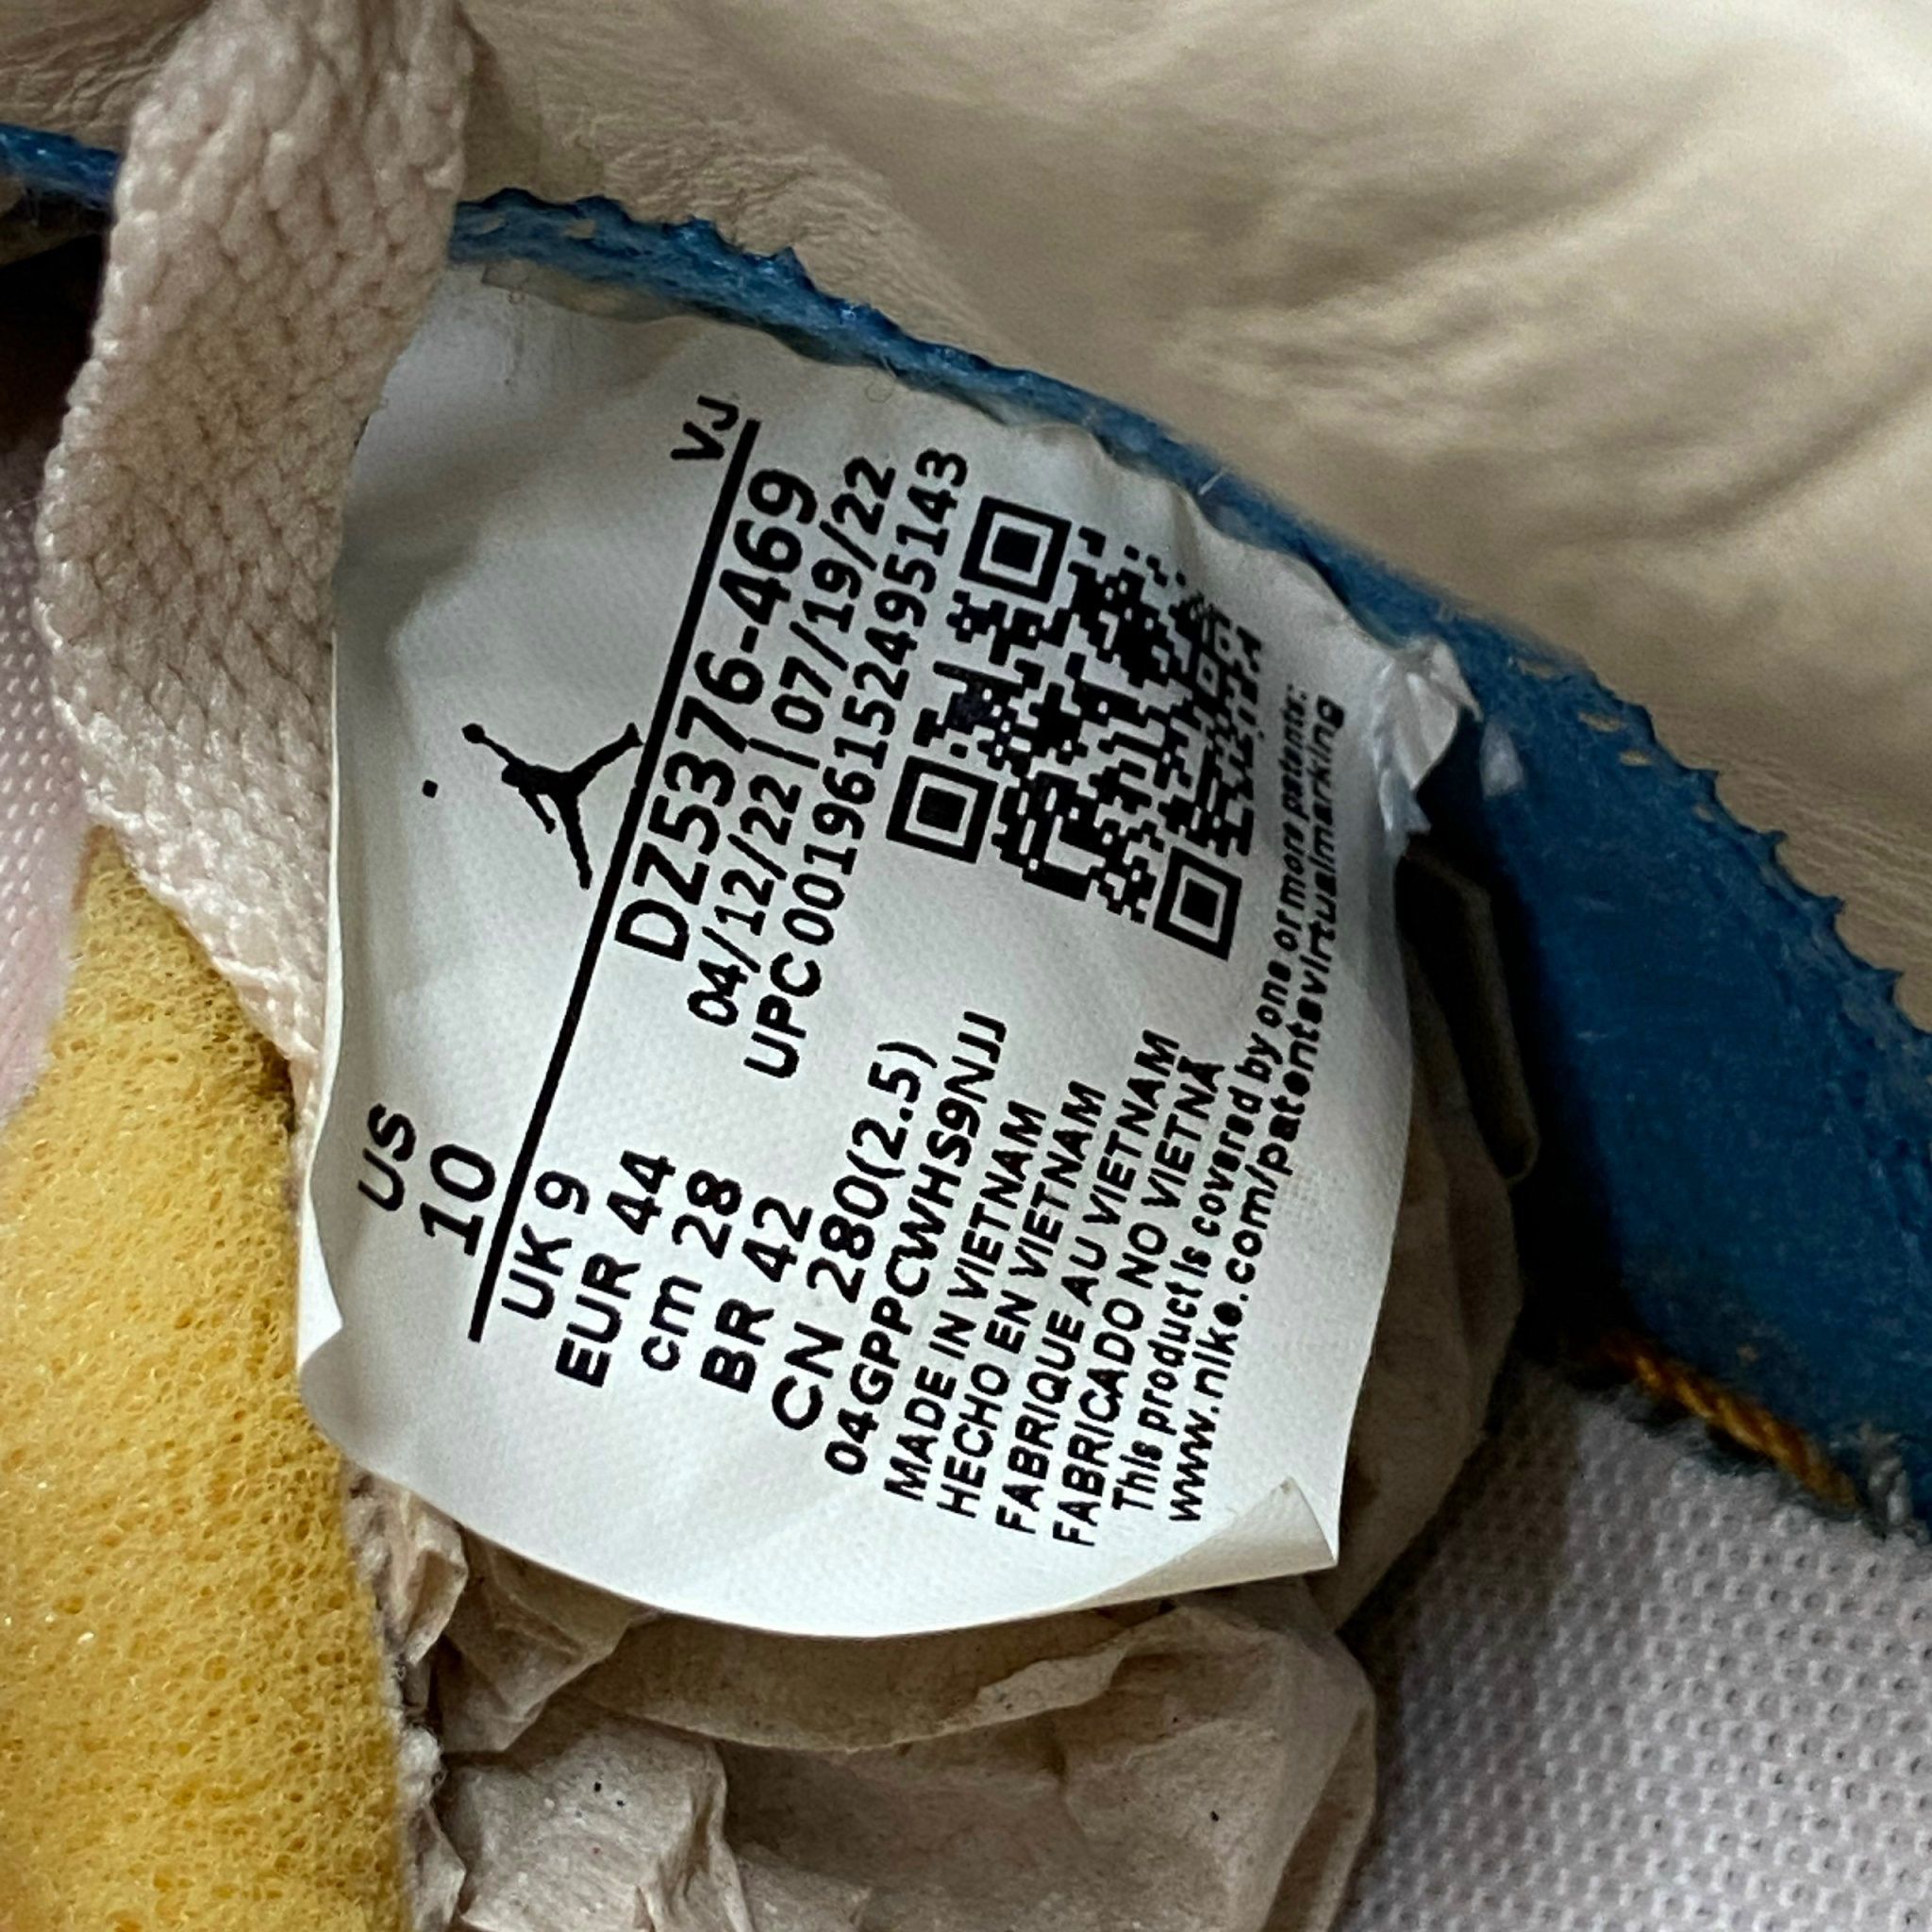 US
10
VJ
UK 9
EUR 44
cm 28
BR 42
CN 280(2.5)
DZ5376-469
04/12/22 | 07/19/22
UPC 00196152495143
04GPPCWHS9NJJ
MADE IN VIETNAM
HECHO EN VIETNAM
FABRIQUE AU VIETNAM
FABRICADO NO VIETNÃ
This product is covered by one or more patents:
www.nike.com/patentsvirtualmarking